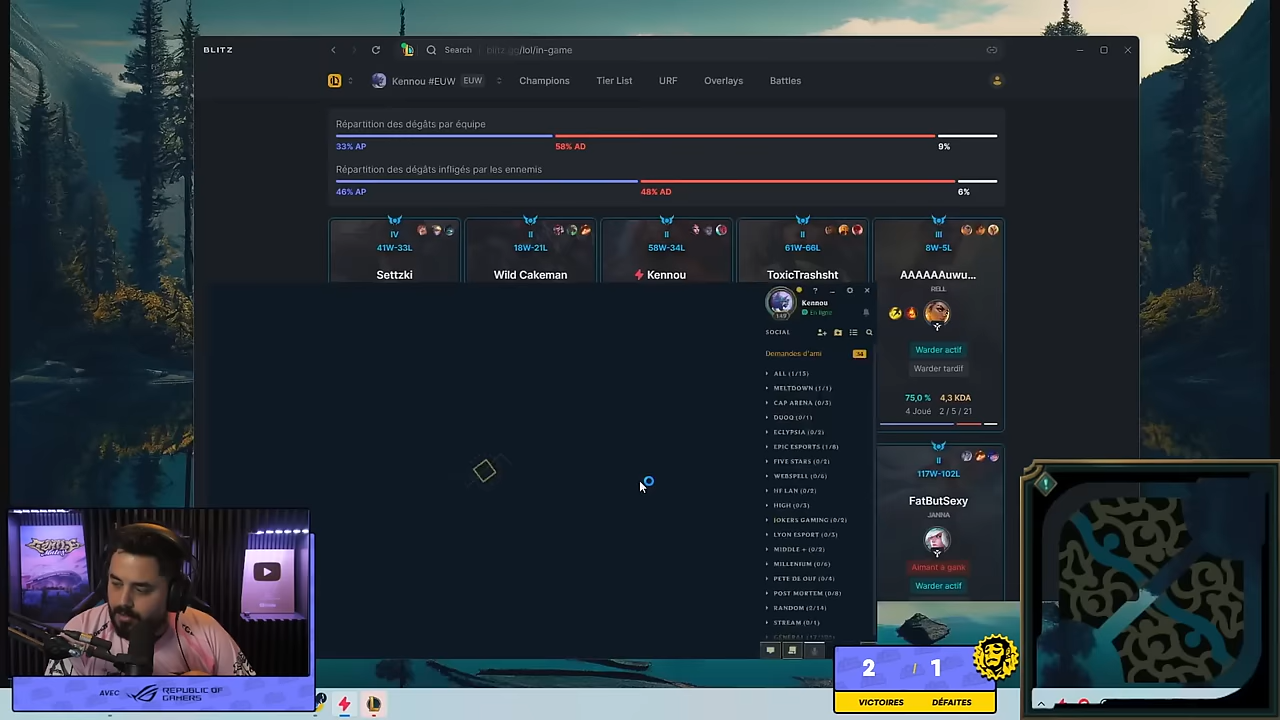 BLITZ
Search blitz.gg/lol/in-game
Kennou #EUW EUW Champions Tier List URF Overlays Battles
Répartition des dégâts par équipe
33% AP 58% AD 9%
Répartition des dégâts infligés par les ennemis
46% AP 48% AD 6%
IV II II II III
41W-33L 18W-21L 58W-34L 61W-66L 8W-5L
Settzki Wild Cakeman Kennou ToxicTrashsht AAAAAAuwu...
RELL
Warder actif
Warder tardif
75,0 % 4,3 KDA
4 Joué 2 / 5 / 21
Kennou
En ligne
149
SOCIAL
Demandes d'ami 34
ALL (1/15)
MELTDOWN (1/1)
CAP ARENA (0/3)
DUOQ (0/1)
ECLYPSIA (0/2)
EPIC ESPORTS (1/8)
FIVE STARS (0/2)
WEBSPELL (0/6)
HF LAN (0/2)
HIGH (0/3)
JOKERS GAMING (0/2)
LYON ESPORT (0/3)
MIDDLE + (0/2)
MILLENIUM (0/6)
PETE DE OUF (0/4)
POST MORTEM (0/8)
RANDOM (2/14)
STREAM (0/1)
II
117W-102L
FatButSexy
JANNA
Aimant à gank
Warder actif
AVEC REPUBLIC OF
GAMERS
2 / 1
VICTOIRES DÉFAITES